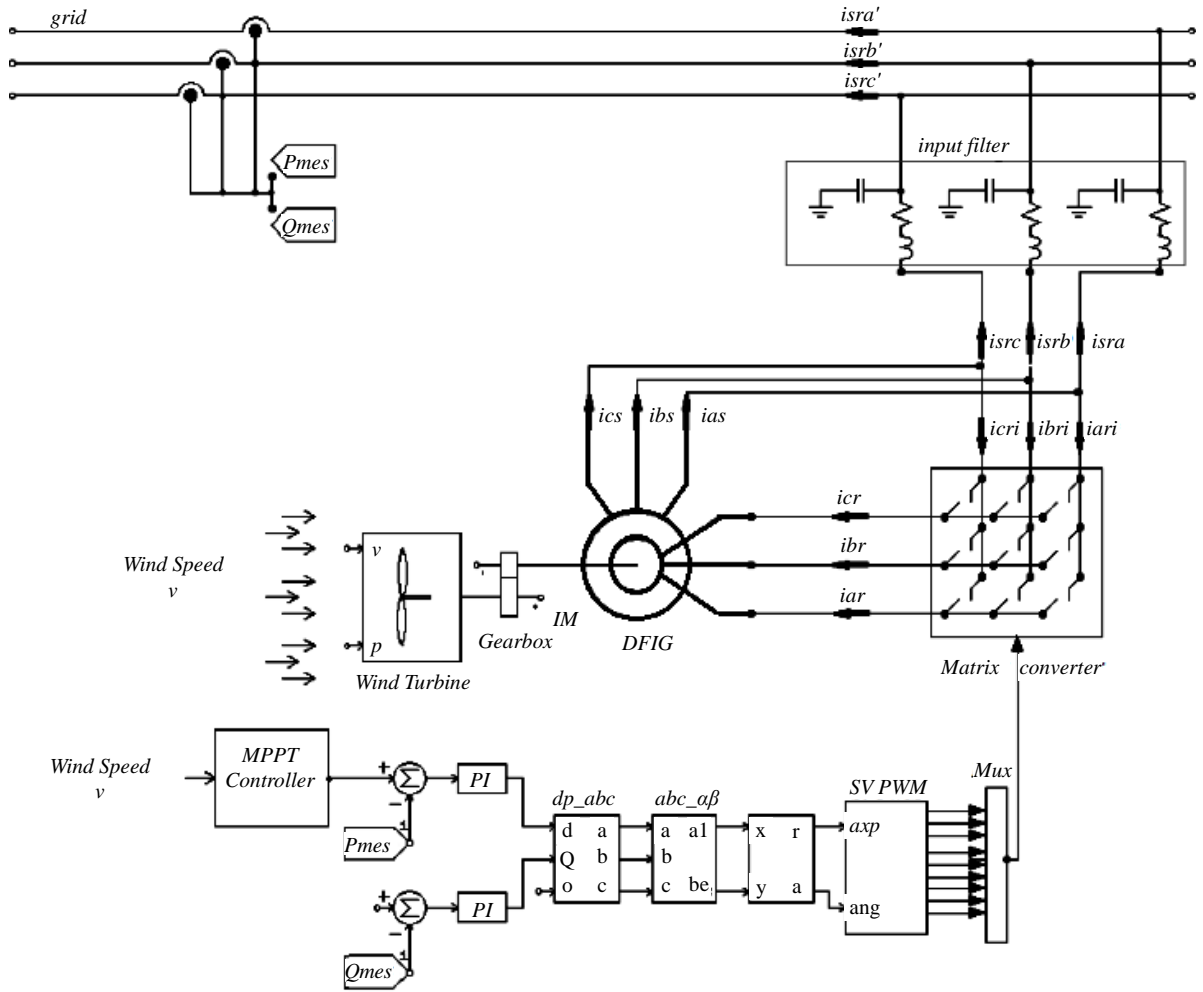 grid
isra'
isrb'
isrc'
Pmes
Qmes
input filter
isrc isrb' isra
ics ibs ias
icri ibri iari
icr
ibr
iar
Wind Speed
v
v
p
Wind Turbine
Gearbox
IM
DFIG
Matrix converter
Wind Speed
v
MPPT
Controller
+
Σ
−
Pmes
PI
+
Σ
−
Qmes
PI
dp_abc
d a
Q b
o c
abc_αβ
a a1
b
c be
x r
y a
SV PWM
axp
ang
Mux